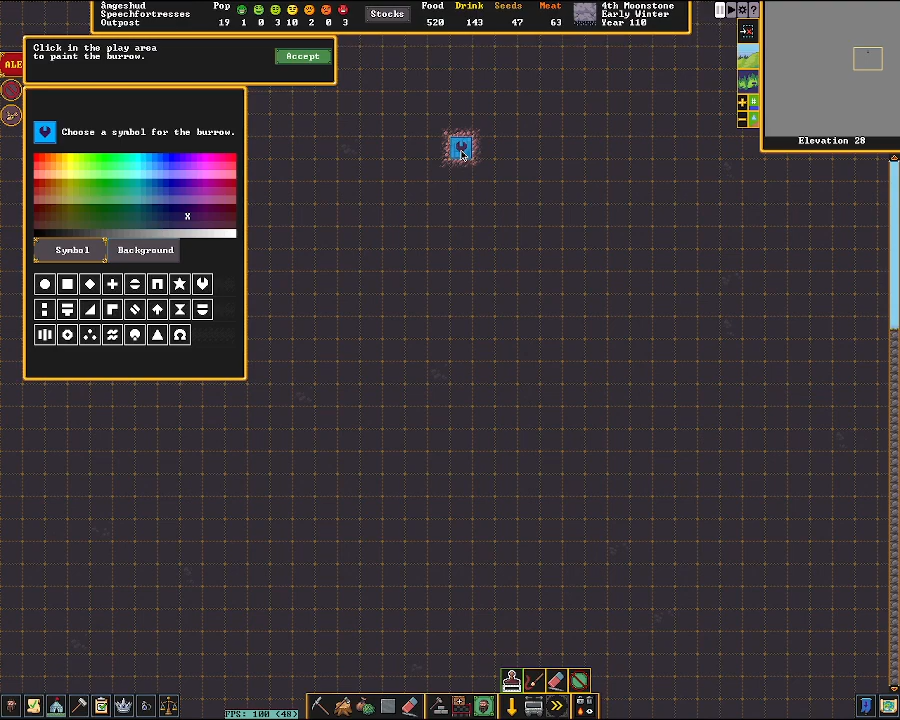 Âmgeshud
Speechfortresses
Outpost
Pop
19 1 0 3 10 2 0 3
Stocks
Food Drink Seeds Meat
520 143 47 63
4th Moonstone
Early Winter
Year 110
Click in the play area
to paint the burrow.
Accept
ALE
Choose a symbol for the burrow.
X
Symbol Background
Elevation 28
FPS: 100 (48)